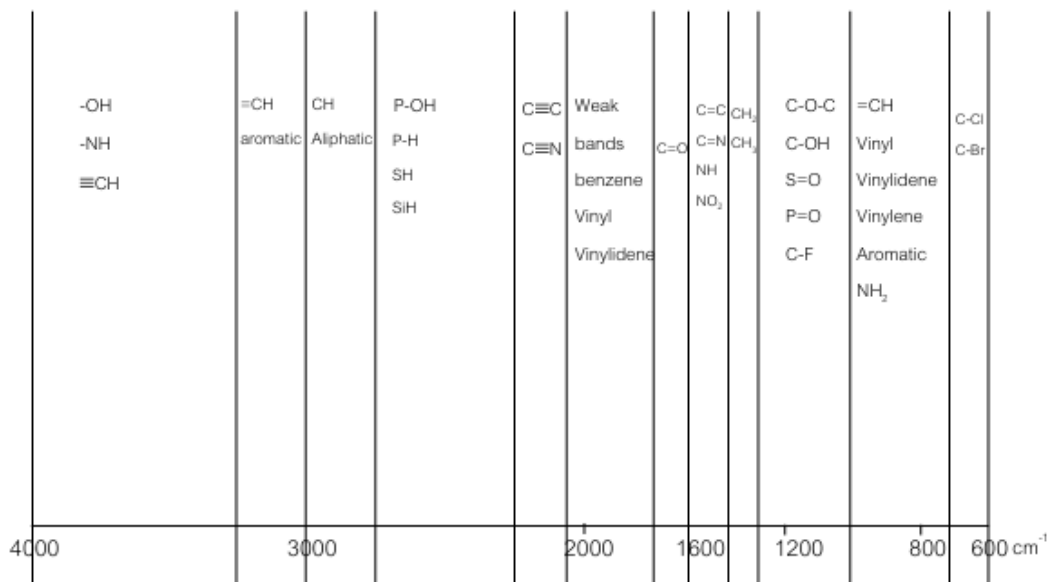 -OH
-NH
≡CH
=CH
aromatic
CH
Aliphatic
P-OH
P-H
SH
SiH
C≡C
C≡N
Weak
bands
benzene
Vinyl
Vinylidene
C=O
C=C
C=N
NH
NO₂
CH₂
CH₃
C-O-C
C-OH
S=O
P=O
C-F
=CH
Vinyl
Vinylidene
Vinylene
Aromatic
NH₂
C-Cl
C-Br
4000 3000 2000 1600 1200 800 600 cm⁻¹